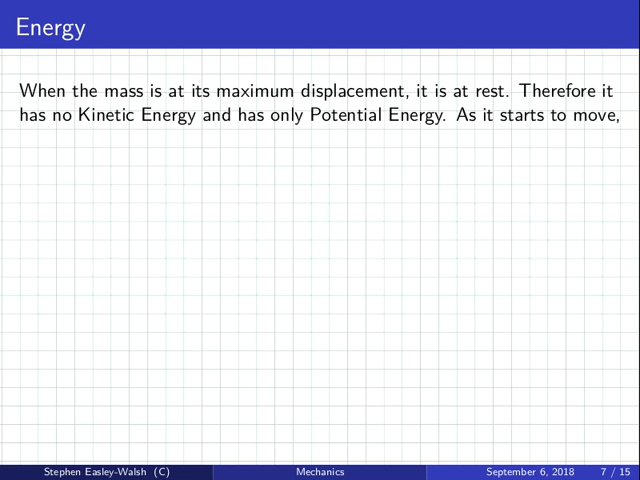 Energy
When the mass is at its maximum displacement, it is at rest. Therefore it
has no Kinetic Energy and has only Potential Energy. As it starts to move,
Stephen Easley-Walsh (C) Mechanics September 6, 2018 7 / 15